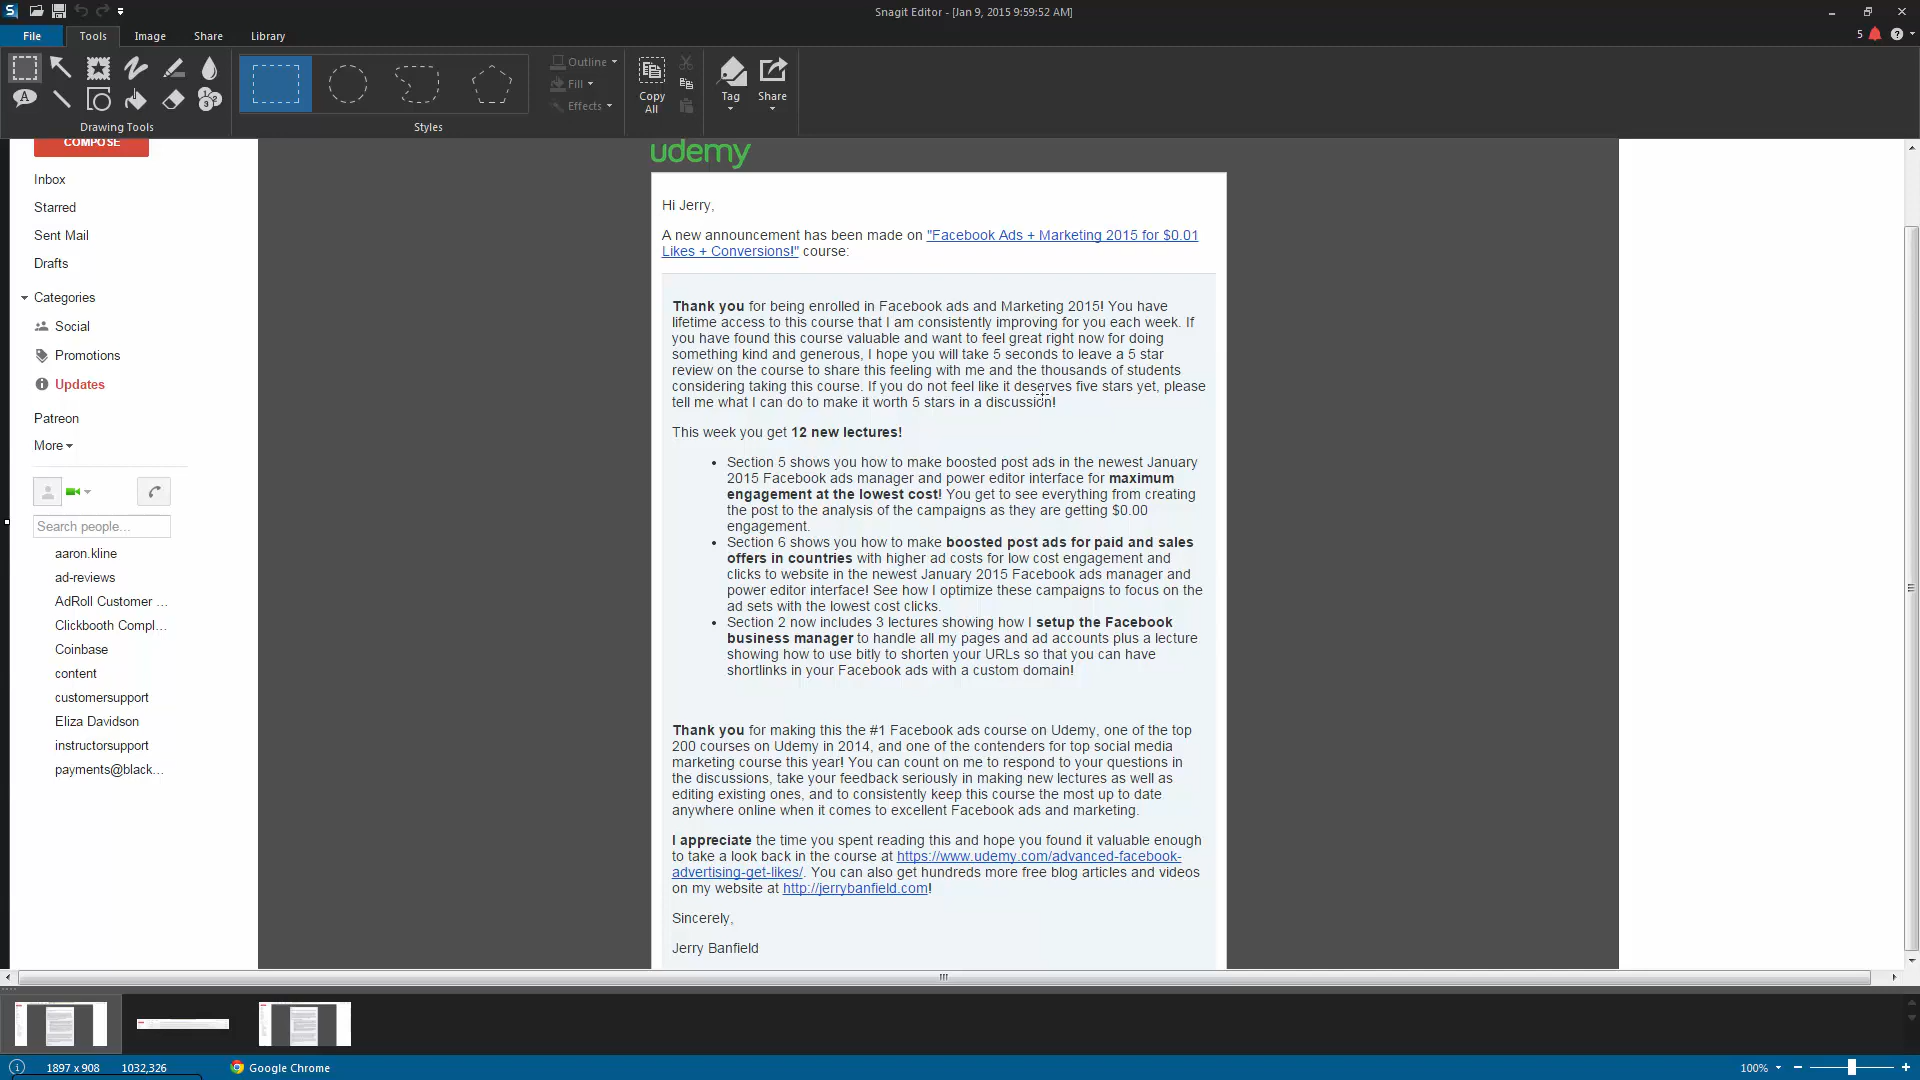 Snagit Editor - [Jan 9, 2015 9:59:52 AM]
File Tools Image Share Library
5
Outline
Fill
Effects
Copy All
Tag
Share
Drawing Tools
Styles
COMPOSE
Inbox
Starred
Sent Mail
Drafts
Categories
Social
Promotions
Updates
Patreon
More
Search people...
aaron.kline
ad-reviews
AdRoll Customer ...
Clickbooth Compl...
Coinbase
content
customersupport
Eliza Davidson
instructorsupport
payments@black...
udemy
Hi Jerry,
A new announcement has been made on "Facebook Ads + Marketing 2015 for $0.01
Likes + Conversions!" course:
Thank you for being enrolled in Facebook ads and Marketing 2015! You have
lifetime access to this course that I am consistently improving for you each week. If
you have found this course valuable and want to feel great right now for doing
something kind and generous, I hope you will take 5 seconds to leave a 5 star
review on the course to share this feeling with me and the thousands of students
considering taking this course. If you do not feel like it deserves five stars yet, please
tell me what I can do to make it worth 5 stars in a discussion!
This week you get 12 new lectures!
• Section 5 shows you how to make boosted post ads in the newest January
2015 Facebook ads manager and power editor interface for maximum
engagement at the lowest cost! You get to see everything from creating
the post to the analysis of the campaigns as they are getting $0.00
engagement.
• Section 6 shows you how to make boosted post ads for paid and sales
offers in countries with higher ad costs for low cost engagement and
clicks to website in the newest January 2015 Facebook ads manager and
power editor interface! See how I optimize these campaigns to focus on the
ad sets with the lowest cost clicks.
• Section 2 now includes 3 lectures showing how I setup the Facebook
business manager to handle all my pages and ad accounts plus a lecture
showing how to use bitly to shorten your URLs so that you can have
shortlinks in your Facebook ads with a custom domain!
Thank you for making this the #1 Facebook ads course on Udemy, one of the top
200 courses on Udemy in 2014, and one of the contenders for top social media
marketing course this year! You can count on me to respond to your questions in
the discussions, take your feedback seriously in making new lectures as well as
editing existing ones, and to consistently keep this course the most up to date
anywhere online when it comes to excellent Facebook ads and marketing.
I appreciate the time you spent reading this and hope you found it valuable enough
to take a look back in the course at https://www.udemy.com/advanced-facebook-
advertising-get-likes/. You can also get hundreds more free blog articles and videos
on my website at http://jerrybanfield.com!
Sincerely,
Jerry Banfield
1897 x 908 1032,326 Google Chrome 100%